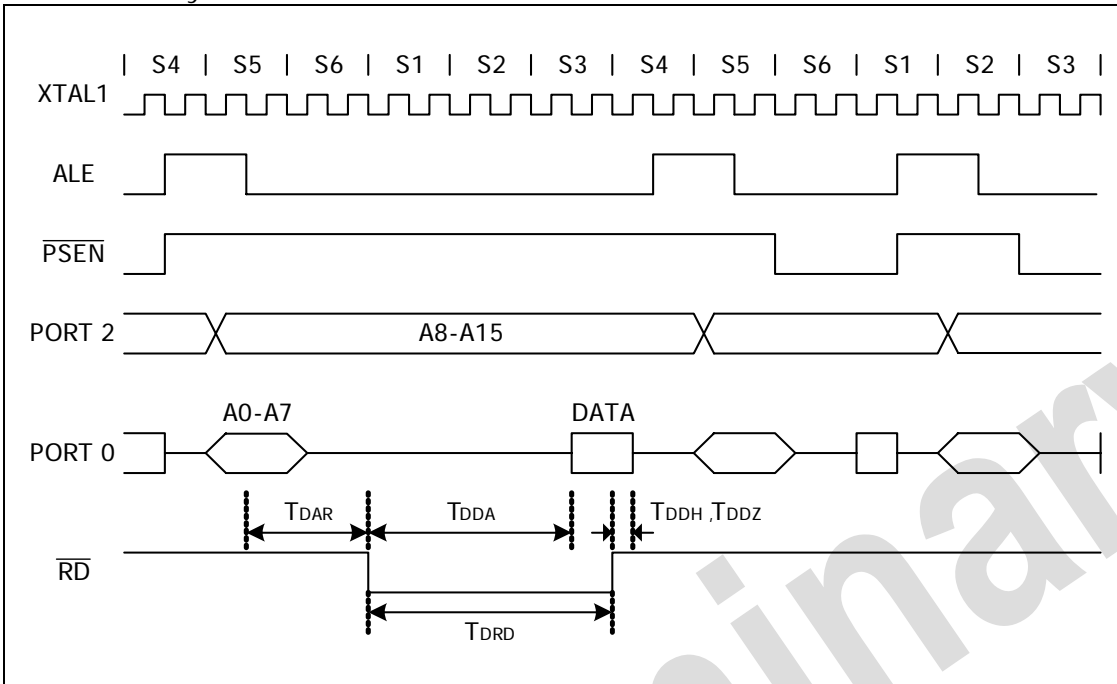 | S4 | S5 | S6 | S1 | S2 | S3 | S4 | S5 | S6 | S1 | S2 | S3 |
XTAL1
ALE
PSEN
PORT 2
A8-A15
A0-A7
DATA
PORT 0
TDAR
TDDA
TDDH ,TDDZ
RD
TDRD